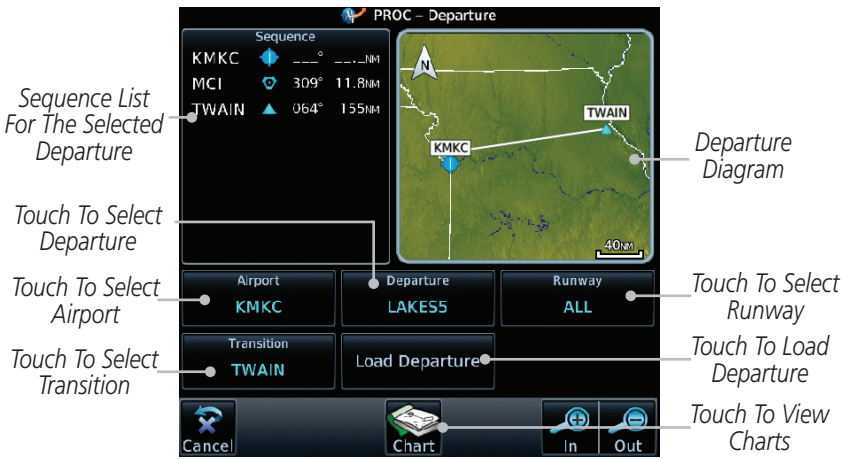 PROC – Departure
Sequence
KMKC ___° __._NM
MCI 309° 11.8NM
TWAIN 064° 155NM
Sequence List
For The Selected
Departure
N
TWAIN
KMKC
40NM
Departure
Diagram
Touch To Select
Departure
Touch To Select
Airport
Airport
KMKC
Departure
LAKES5
Runway
ALL
Touch To Select
Runway
Touch To Select
Transition
Transition
TWAIN
Load Departure
Touch To Load
Departure
Cancel
Chart
In
Out
Touch To View
Charts